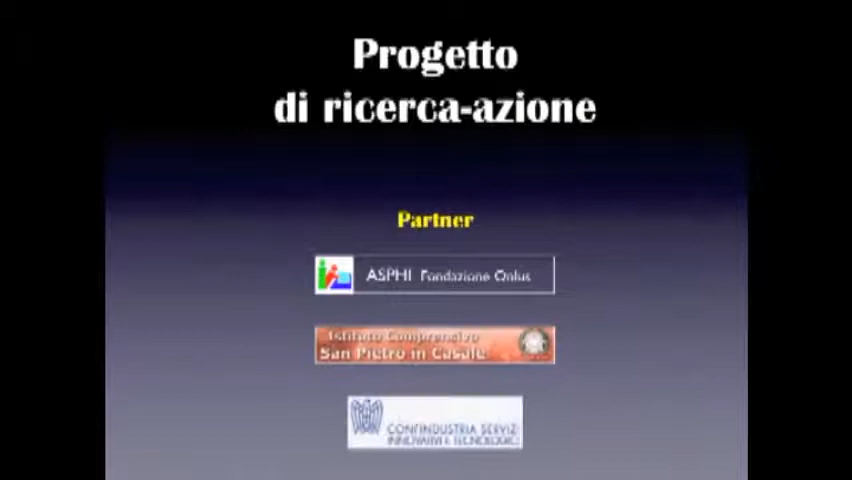 Progetto
di ricerca-azione
Partner
ASPHI Fondazione Onlus
Istituto Comprensivo
San Pietro in Casale
CONFINDUSTRIA SERVIZI
INNOVATIVI E TECNOLOGICI